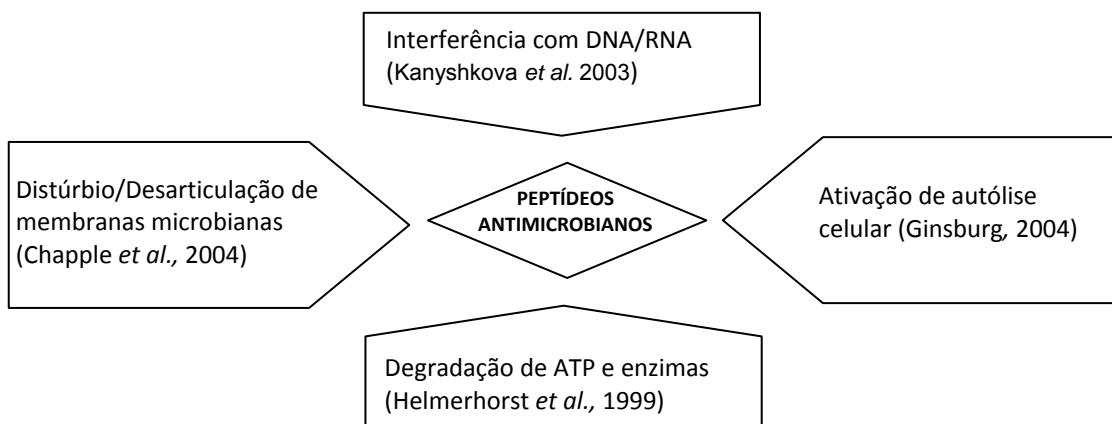 Interferência com DNA/RNA
(Kanyshkova et al. 2003)
Distúrbio/Desarticulação de
membranas microbianas
(Chapple et al., 2004)
PEPTÍDEOS
ANTIMICROBIANOS
Ativação de autólise
celular (Ginsburg, 2004)
Degradação de ATP e enzimas
(Helmerhorst et al., 1999)